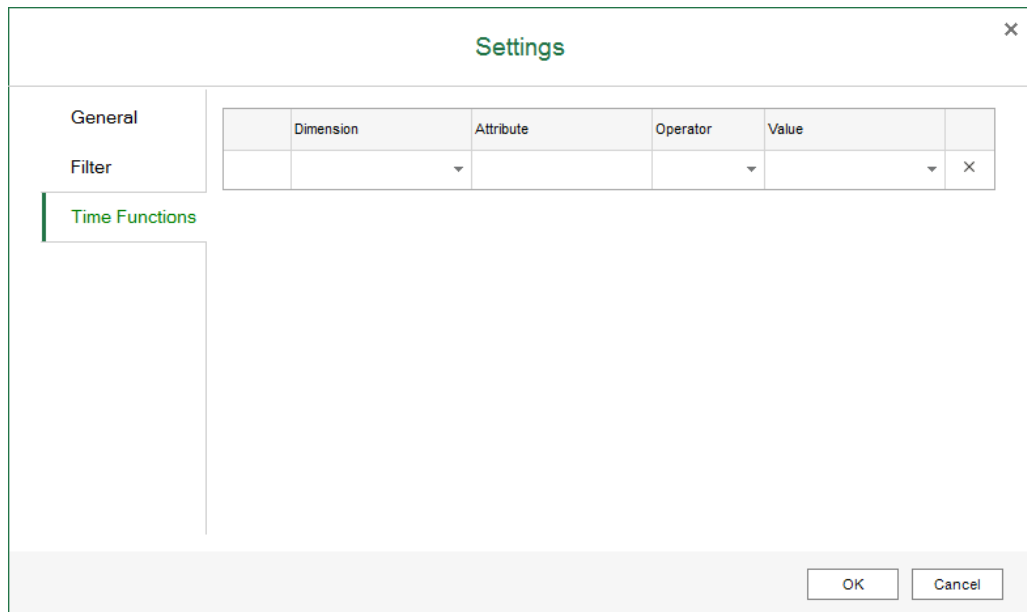 Settings
General
Filter
Time Functions
Dimension Attribute Operator Value
OK Cancel